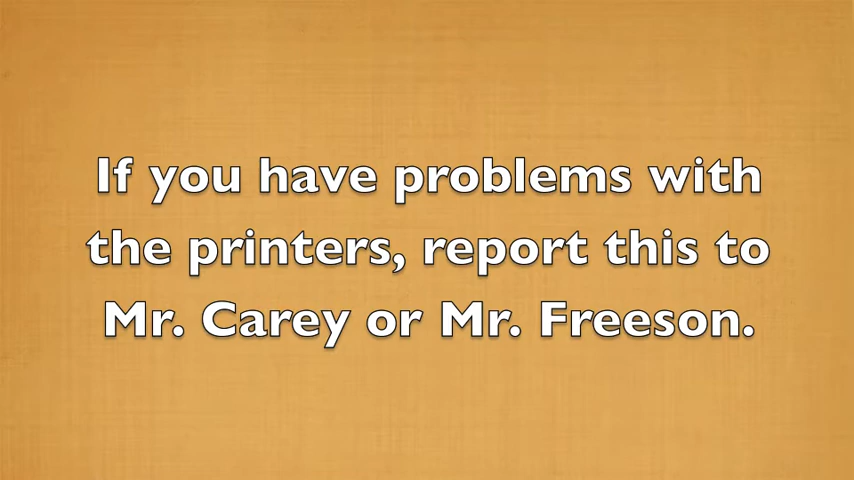 If you have problems with
the printers, report this to
Mr. Carey or Mr. Freeson.